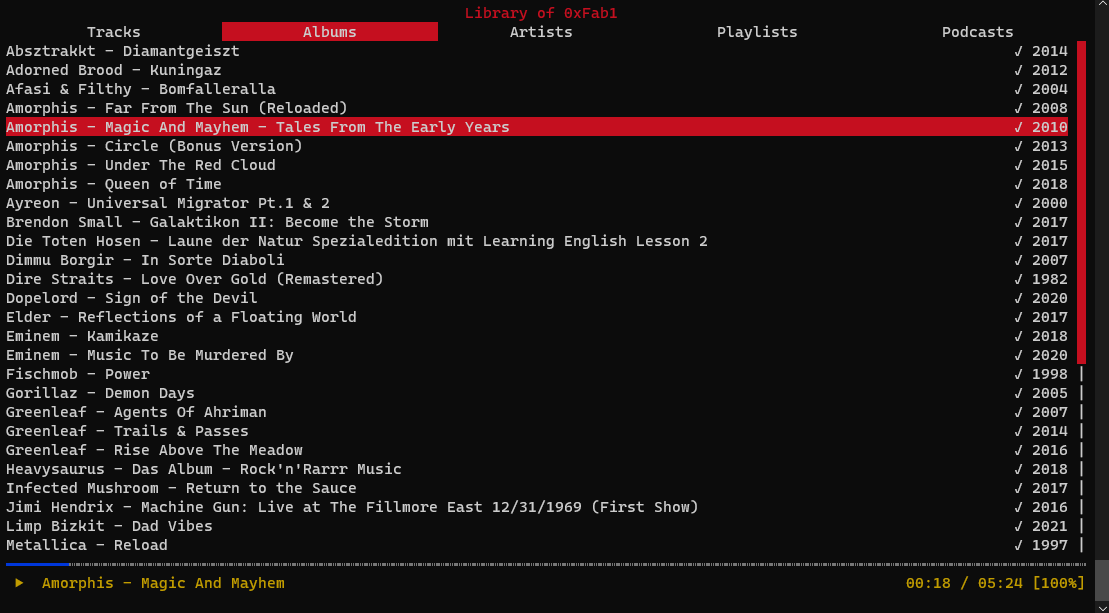 Library of 0xFab1
Tracks Albums Artists Playlists Podcasts
Absztrakkt – Diamantgeiszt ✓ 2014
Adorned Brood – Kuningaz ✓ 2012
Afasi & Filthy – Bomfalleralla ✓ 2004
Amorphis – Far From The Sun (Reloaded) ✓ 2008
Amorphis – Magic And Mayhem – Tales From The Early Years ✓ 2010
Amorphis – Circle (Bonus Version) ✓ 2013
Amorphis – Under The Red Cloud ✓ 2015
Amorphis – Queen of Time ✓ 2018
Ayreon – Universal Migrator Pt.1 & 2 ✓ 2000
Brendon Small – Galaktikon II: Become the Storm ✓ 2017
Die Toten Hosen – Laune der Natur Spezialedition mit Learning English Lesson 2 ✓ 2017
Dimmu Borgir – In Sorte Diaboli ✓ 2007
Dire Straits – Love Over Gold (Remastered) ✓ 1982
Dopelord – Sign of the Devil ✓ 2020
Elder – Reflections of a Floating World ✓ 2017
Eminem – Kamikaze ✓ 2018
Eminem – Music To Be Murdered By ✓ 2020
Fischmob – Power ✓ 1998
Gorillaz – Demon Days ✓ 2005
Greenleaf – Agents Of Ahriman ✓ 2007
Greenleaf – Trails & Passes ✓ 2014
Greenleaf – Rise Above The Meadow ✓ 2016
Heavysaurus – Das Album – Rock'n'Rarrr Music ✓ 2018
Infected Mushroom – Return to the Sauce ✓ 2017
Jimi Hendrix – Machine Gun: Live at The Fillmore East 12/31/1969 (First Show) ✓ 2016
Limp Bizkit – Dad Vibes ✓ 2021
Metallica – Reload ✓ 1997
Amorphis – Magic And Mayhem 00:18 / 05:24 [100%]